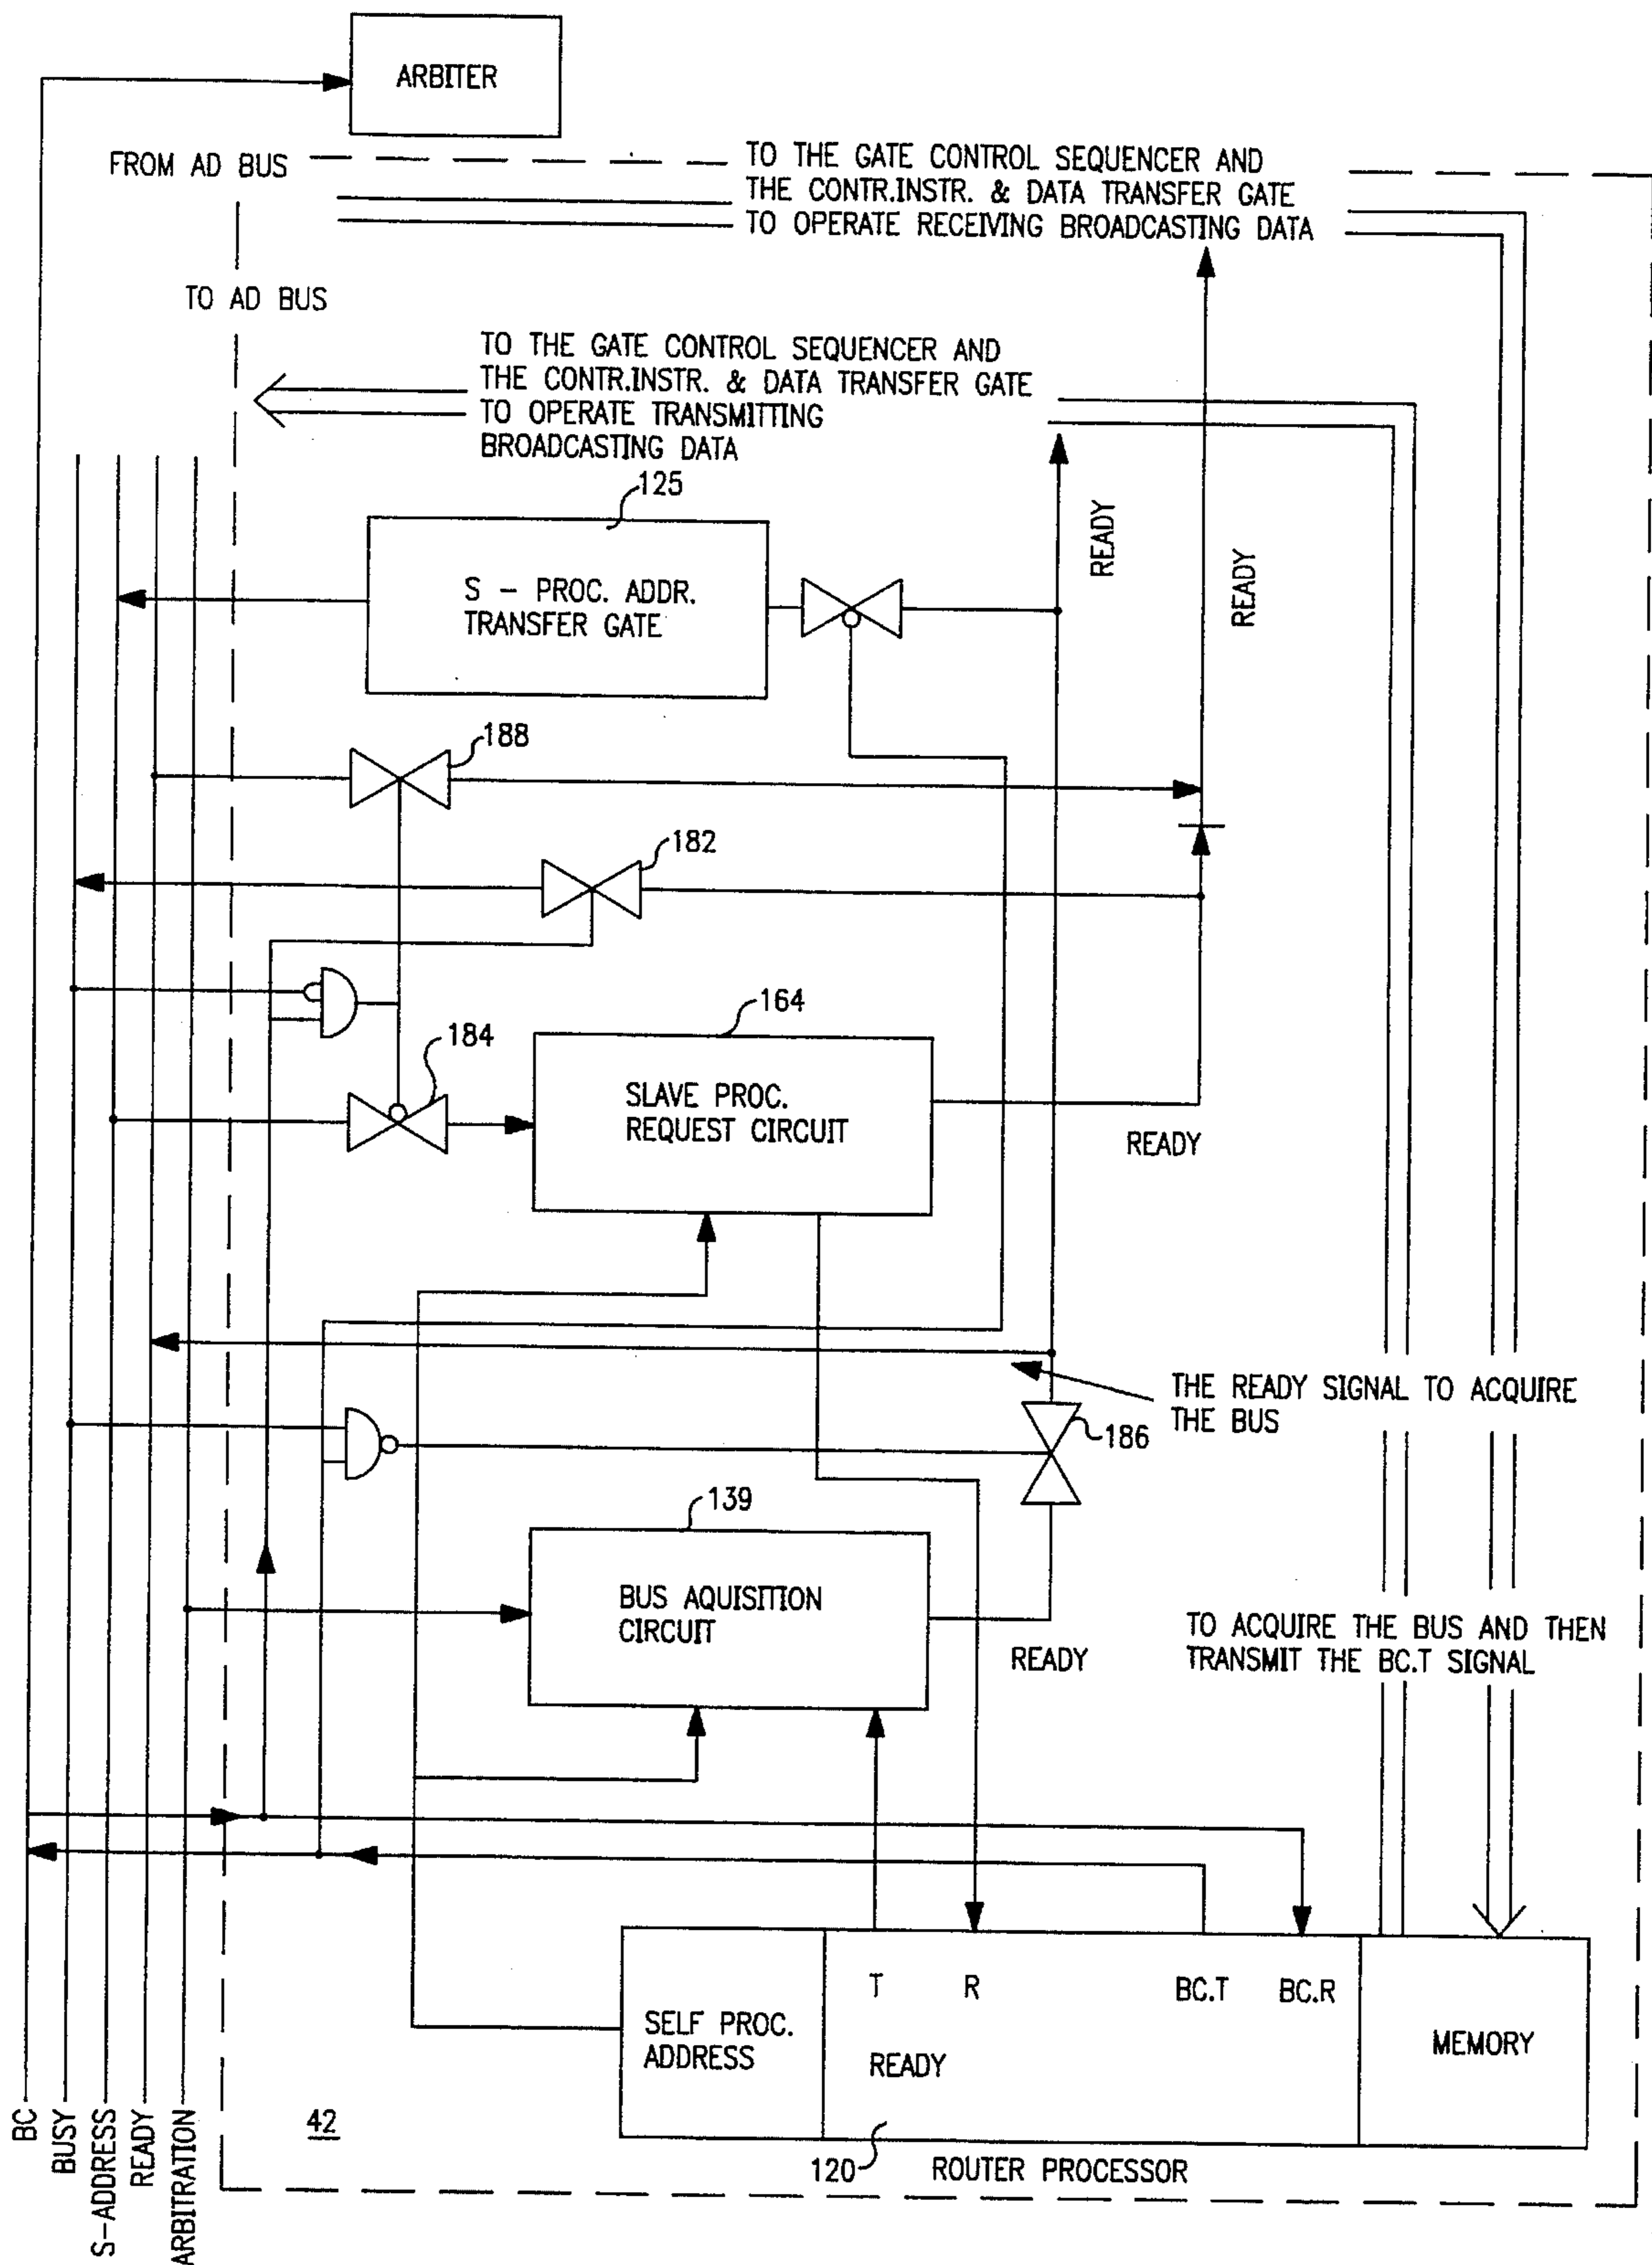 ARBITER
FROM AD BUS
TO THE GATE CONTROL SEQUENCER AND
THE CONTR.INSTR. & DATA TRANSFER GATE
TO OPERATE RECEIVING BROADCASTING DATA
TO AD BUS
TO THE GATE CONTROL SEQUENCER AND
THE CONTR.INSTR. & DATA TRANSFER GATE
TO OPERATE TRANSMITTING
BROADCASTING DATA
125
READY
READY
S - PROC. ADDR.
TRANSFER GATE
188
182
164
184
SLAVE PROC.
REQUEST CIRCUIT
READY
THE READY SIGNAL TO ACQUIRE
THE BUS
186
139
BUS AQUISITION
CIRCUIT
READY
TO ACQUIRE THE BUS AND THEN
TRANSMIT THE BC.T SIGNAL
T
R
BC.T
BC.R
SELF PROC.
ADDRESS
READY
MEMORY
BC
BUSY
S-ADDRESS
READY
ARBITRATION
42
120
ROUTER PROCESSOR